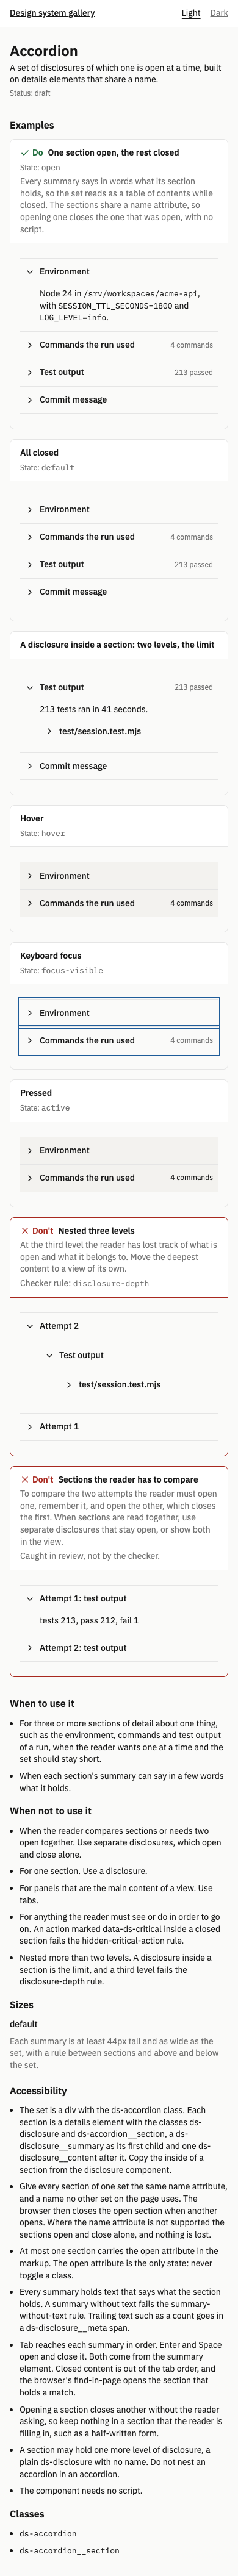 Design system gallery Light Dark
Accordion
A set of disclosures of which one is open at a time, built
on details elements that share a name.
Status: draft
Examples
Do One section open, the rest closed
State: open
Every summary says in words what its section
holds, so the set reads as a table of contents while
closed. The sections share a name attribute, so
opening one closes the one that was open, with no
script.
Environment
Node 24 in /srv/workspaces/acme-api,
with SESSION_TTL_SECONDS=1800 and
LOG_LEVEL=info.
Commands the run used 4 commands
Test output 213 passed
Commit message
All closed
State: default
Environment
Commands the run used 4 commands
Test output 213 passed
Commit message
A disclosure inside a section: two levels, the limit
Test output 213 passed
213 tests ran in 41 seconds.
test/session.test.mjs
Commit message
Hover
State: hover
Environment
Commands the run used 4 commands
Keyboard focus
State: focus-visible
Environment
Commands the run used 4 commands
Pressed
State: active
Environment
Commands the run used 4 commands
Don't Nested three levels
At the third level the reader has lost track of what is
open and what it belongs to. Move the deepest
content to a view of its own.
Checker rule: disclosure-depth
Attempt 2
Test output
test/session.test.mjs
Attempt 1
Don't Sections the reader has to compare
To compare the two attempts the reader must open
one, remember it, and open the other, which closes
the first. When sections are read together, use
separate disclosures that stay open, or show both
in the view.
Caught in review, not by the checker.
Attempt 1: test output
tests 213, pass 212, fail 1
Attempt 2: test output
When to use it
For three or more sections of detail about one thing,
such as the environment, commands and test output
of a run, when the reader wants one at a time and the
set should stay short.
When each section's summary can say in a few words
what it holds.
When not to use it
When the reader compares sections or needs two
open together. Use separate disclosures, which open
and close alone.
For one section. Use a disclosure.
For panels that are the main content of a view. Use
tabs.
For anything the reader must see or do in order to go
on. An action marked data-ds-critical inside a closed
section fails the hidden-critical-action rule.
Nested more than two levels. A disclosure inside a
section is the limit, and a third level fails the
disclosure-depth rule.
Sizes
default
Each summary is at least 44px tall and as wide as the
set, with a rule between sections and above and below
the set.
Accessibility
The set is a div with the ds-accordion class. Each
section is a details element with the classes ds-
disclosure and ds-accordion__section, a ds-
disclosure__summary as its first child and one ds-
disclosure__content after it. Copy the inside of a
section from the disclosure component.
Give every section of one set the same name attribute,
and a name no other set on the page uses. The
browser then closes the open section when another
opens. Where the name attribute is not supported the
sections open and close alone, and nothing is lost.
At most one section carries the open attribute in the
markup. The open attribute is the only state: never
toggle a class.
Every summary holds text that says what the section
holds. A summary without text fails the summary-
without-text rule. Trailing text such as a count goes in
a ds-disclosure__meta span.
Tab reaches each summary in order. Enter and Space
open and close it. Both come from the summary
element. Closed content is out of the tab order, and
the browser's find-in-page opens the section that
holds a match.
Opening a section closes another without the reader
asking, so keep nothing in a section that the reader is
filling in, such as a half-written form.
A section may hold one more level of disclosure, a
plain ds-disclosure with no name. Do not nest an
accordion in an accordion.
The component needs no script.
Classes
ds-accordion
ds-accordion__section